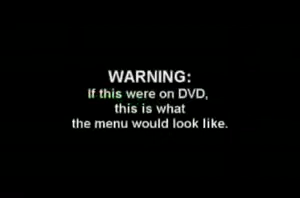 WARNING:
If this were on DVD,
this is what
the menu would look like.